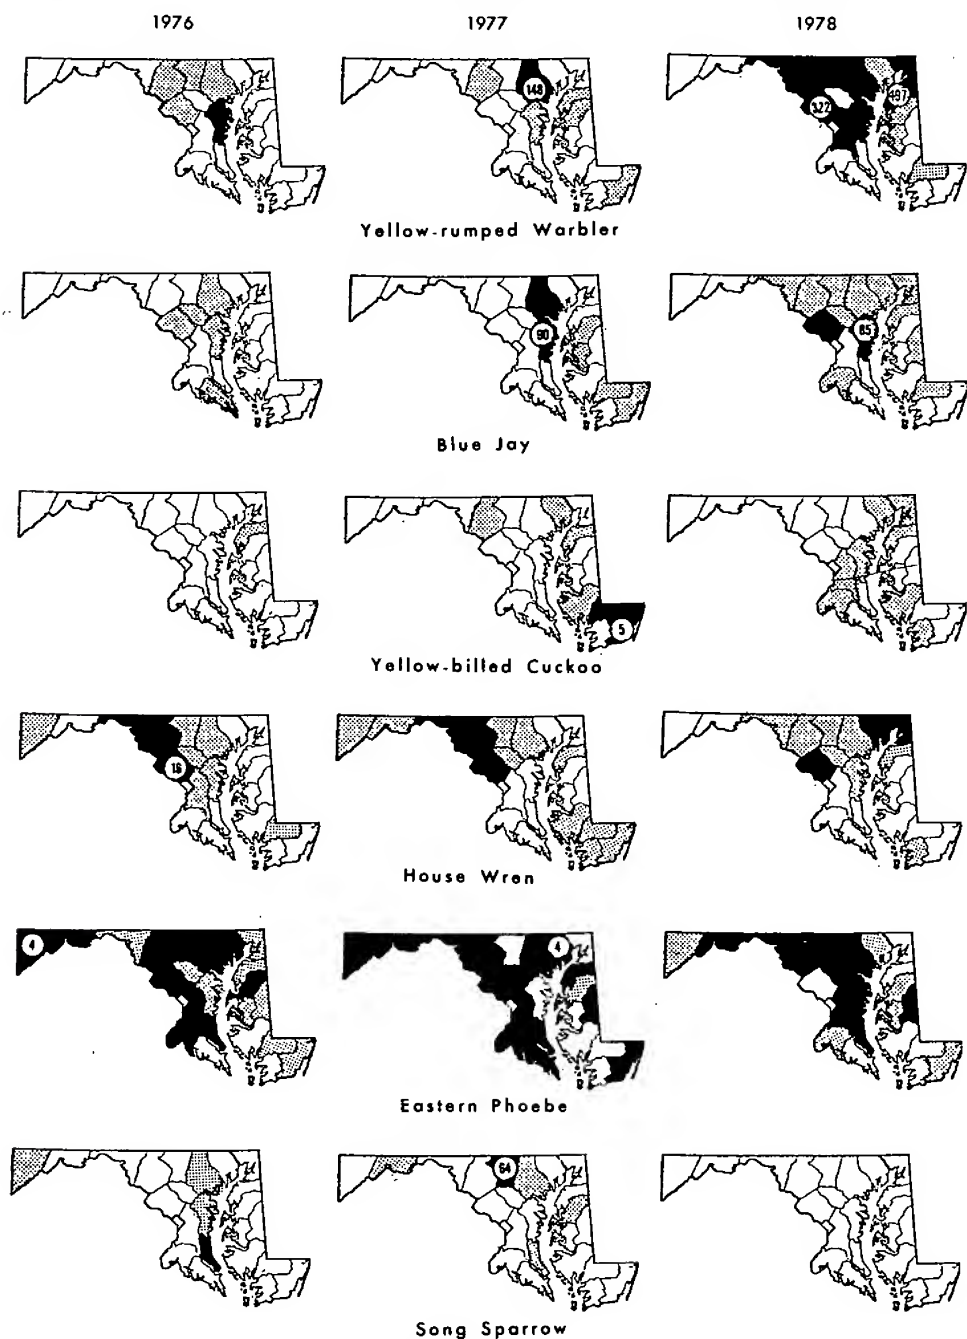 1976 1977 1978
148 322 497
Yellow-rumped Warbler
90 85
Blue Jay
5
Yellow-billed Cuckoo
16
House Wren
4 4
Eastern Phoebe
64
Song Sparrow